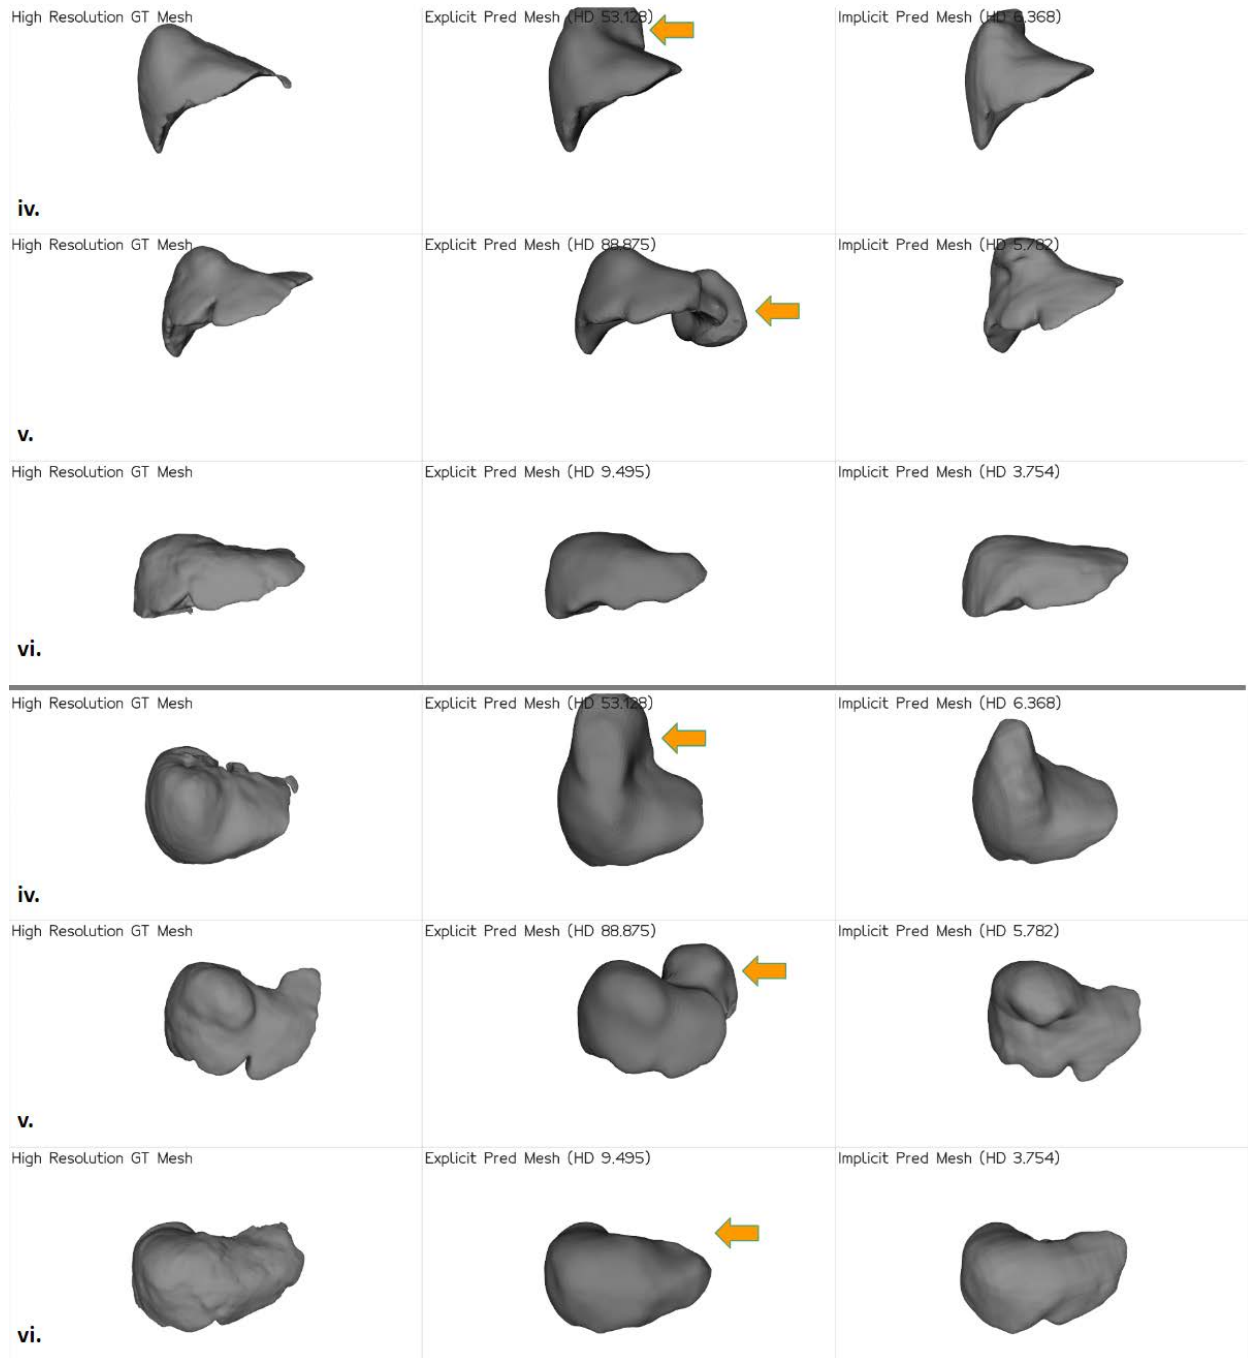 High Resolution GT Mesh
Explicit Pred Mesh (HD 53.128)
Implicit Pred Mesh (HD 6.368)
iv.
High Resolution GT Mesh
Explicit Pred Mesh (HD 88.875)
Implicit Pred Mesh (HD 5.782)
v.
High Resolution GT Mesh
Explicit Pred Mesh (HD 9.495)
Implicit Pred Mesh (HD 3.754)
vi.
High Resolution GT Mesh
Explicit Pred Mesh (HD 53.128)
Implicit Pred Mesh (HD 6.368)
iv.
High Resolution GT Mesh
Explicit Pred Mesh (HD 88.875)
Implicit Pred Mesh (HD 5.782)
v.
High Resolution GT Mesh
Explicit Pred Mesh (HD 9.495)
Implicit Pred Mesh (HD 3.754)
vi.